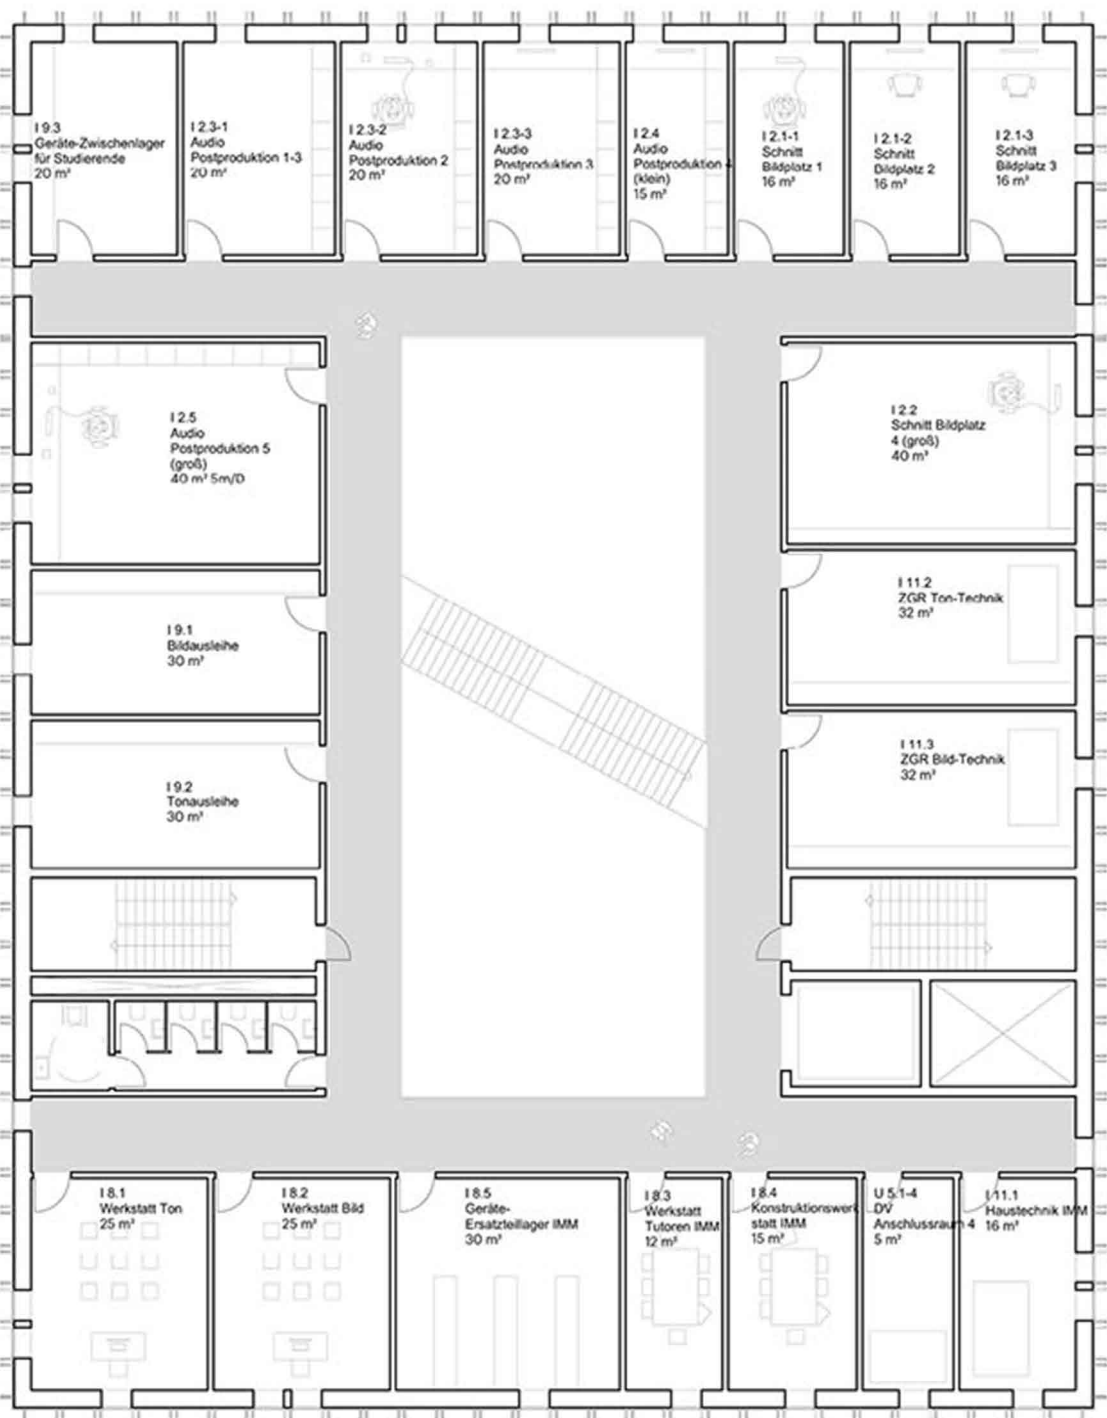 I 9.3
Geräte-Zwischenlager
für Studierende
20 m²
I 2.3-1
Audio
Postproduktion 1-3
20 m²
I 2.3-2
Audio
Postproduktion 2
20 m²
I 2.3-3
Audio
Postproduktion 3
20 m²
I 2.4
Audio
Postproduktion 4
(klein)
15 m²
I 2.1-1
Schnitt
Bildplatz 1
16 m²
I 2.1-2
Schnitt
Bildplatz 2
16 m²
I 2.1-3
Schnitt
Bildplatz 3
16 m²
I 2.5
Audio
Postproduktion 5
(groß)
40 m² 5m/D
I 2.2
Schnitt Bildplatz
4 (groß)
40 m²
I 9.1
Bildausleihe
30 m²
I 11.2
ZGR Ton-Technik
32 m²
I 9.2
Tonausleihe
30 m²
I 11.3
ZGR Bild-Technik
32 m²
I 8.1
Werkstatt Ton
25 m²
I 8.2
Werkstatt Bild
25 m²
I 8.5
Geräte-
Ersatzteillager IMM
30 m²
I 8.3
Werkstatt
Tutoren IMM
12 m²
I 8.4
Konstruktionswerk
statt IMM
15 m²
U 5.1-4
DV
Anschlussraum 4
5 m²
I 11.1
Haustechnik IMM
16 m²